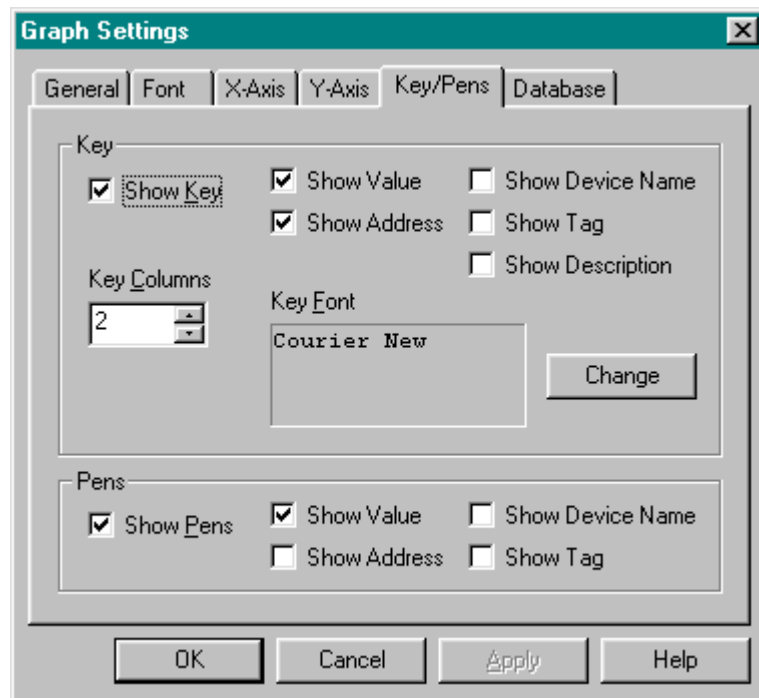 Graph Settings
General Font X-Axis Y-Axis Key/Pens Database
Key
Show Key Show Value Show Device Name
Show Address Show Tag
Show Description
Key Columns
2
Key Font
Courier New
Change
Pens
Show Pens Show Value Show Device Name
Show Address Show Tag
OK Cancel Apply Help